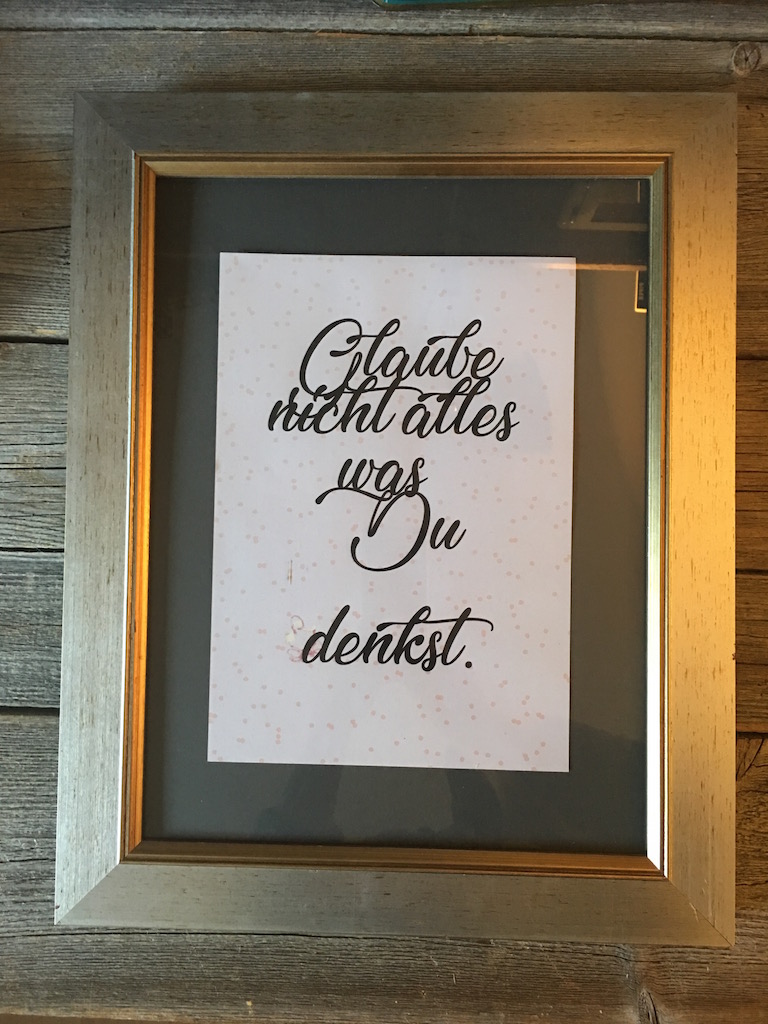 Glaube
nicht alles
was
Du
denkst.